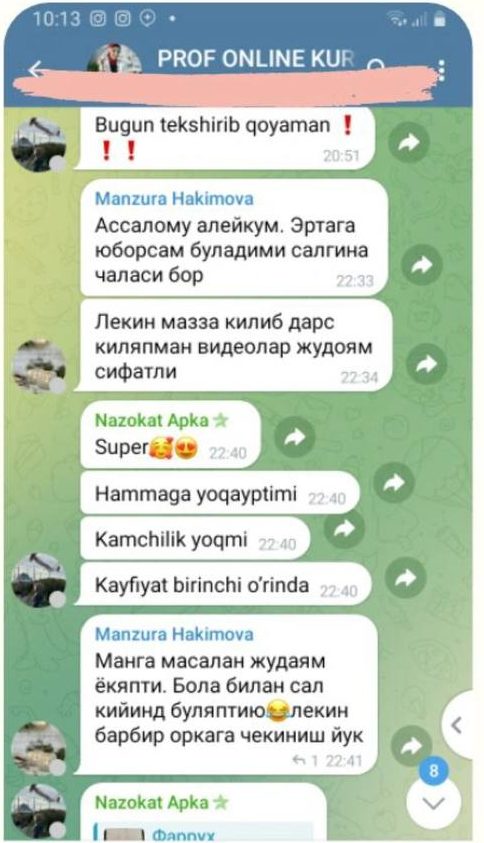 10:13
PROF ONLINE KUR
Bugun tekshirib qoyaman❗
❗❗
20:51
Manzura Hakimova
Ассалому алейкум. Эртага
юборсам буладими салгина
чаласи бор
22:33
Лекин мазза килиб дарс
киляпман видеолар жудоям
сифатли
22:34
Nazokat Apka
Super🥰😍 22:40
Hammaga yoqayptimi 22:40
Kamchilik yoqmi 22:40
Kayfiyat birinchi o'rinda 22:40
Manzura Hakimova
Манга масалан жудаям
ёкяпти. Бола билан сал
кийинд буляптию😂лекин
барбир оркага чекиниш йук
1 22:41
8
Nazokat Apka
Фаррух